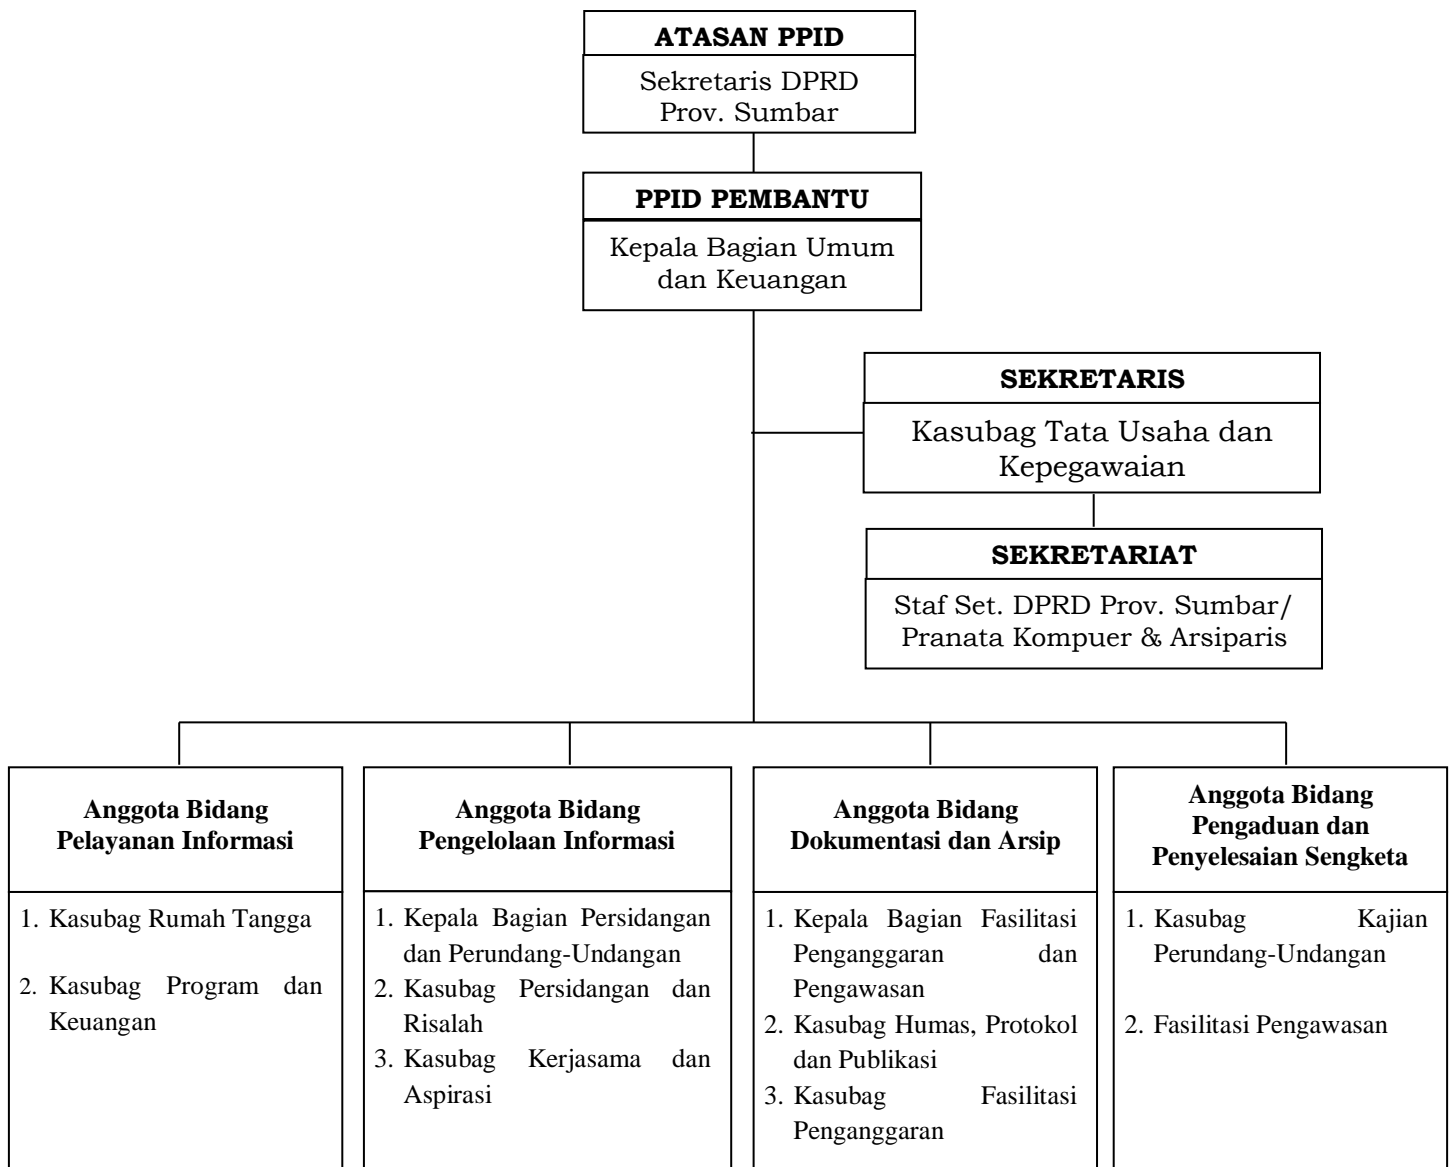 ATASAN PPID
Sekretaris DPRD
Prov. Sumbar
PPID PEMBANTU
Kepala Bagian Umum
dan Keuangan
SEKRETARIS
Kasubag Tata Usaha dan
Kepegawaian
SEKRETARIAT
Staf Set. DPRD Prov. Sumbar/
Pranata Kompuer & Arsiparis
Anggota Bidang
Pelayanan Informasi
1. Kasubag Rumah Tangga
2. Kasubag Program dan
Keuangan
Anggota Bidang
Pengelolaan Informasi
1. Kepala Bagian Persidangan
dan Perundang-Undangan
2. Kasubag Persidangan dan
Risalah
3. Kasubag Kerjasama dan
Aspirasi
Anggota Bidang
Dokumentasi dan Arsip
1. Kepala Bagian Fasilitasi
Penganggaran dan
Pengawasan
2. Kasubag Humas, Protokol
dan Publikasi
3. Kasubag Fasilitasi
Penganggaran
Anggota Bidang
Pengaduan dan
Penyelesaian Sengketa
1. Kasubag Kajian
Perundang-Undangan
2. Fasilitasi Pengawasan